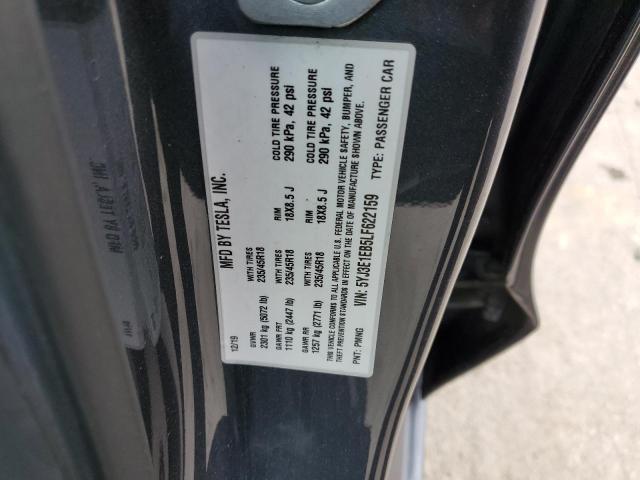 MFD BY TESLA, INC.
12/19
GVWR
2301 kg (5072 lb)
WITH TIRES
235/45R18
RIM
18X8.5 J
COLD TIRE PRESSURE
290 kPa, 42 psi
GAWR FRT
1110 kg (2447 lb)
WITH TIRES
235/45R18
RIM
18X8.5 J
COLD TIRE PRESSURE
290 kPa, 42 psi
GAWR RR
1257 kg (2771 lb)
THIS VEHICLE CONFORMS TO ALL APPLICABLE U.S. FEDERAL MOTOR VEHICLE SAFETY, BUMPER, AND
THEFT PREVENTION STANDARDS IN EFFECT ON THE DATE OF MANUFACTURE SHOWN ABOVE.
VIN: 5YJ3E1EB5LF622159
PNT: PMNG
TYPE: PASSENGER CAR